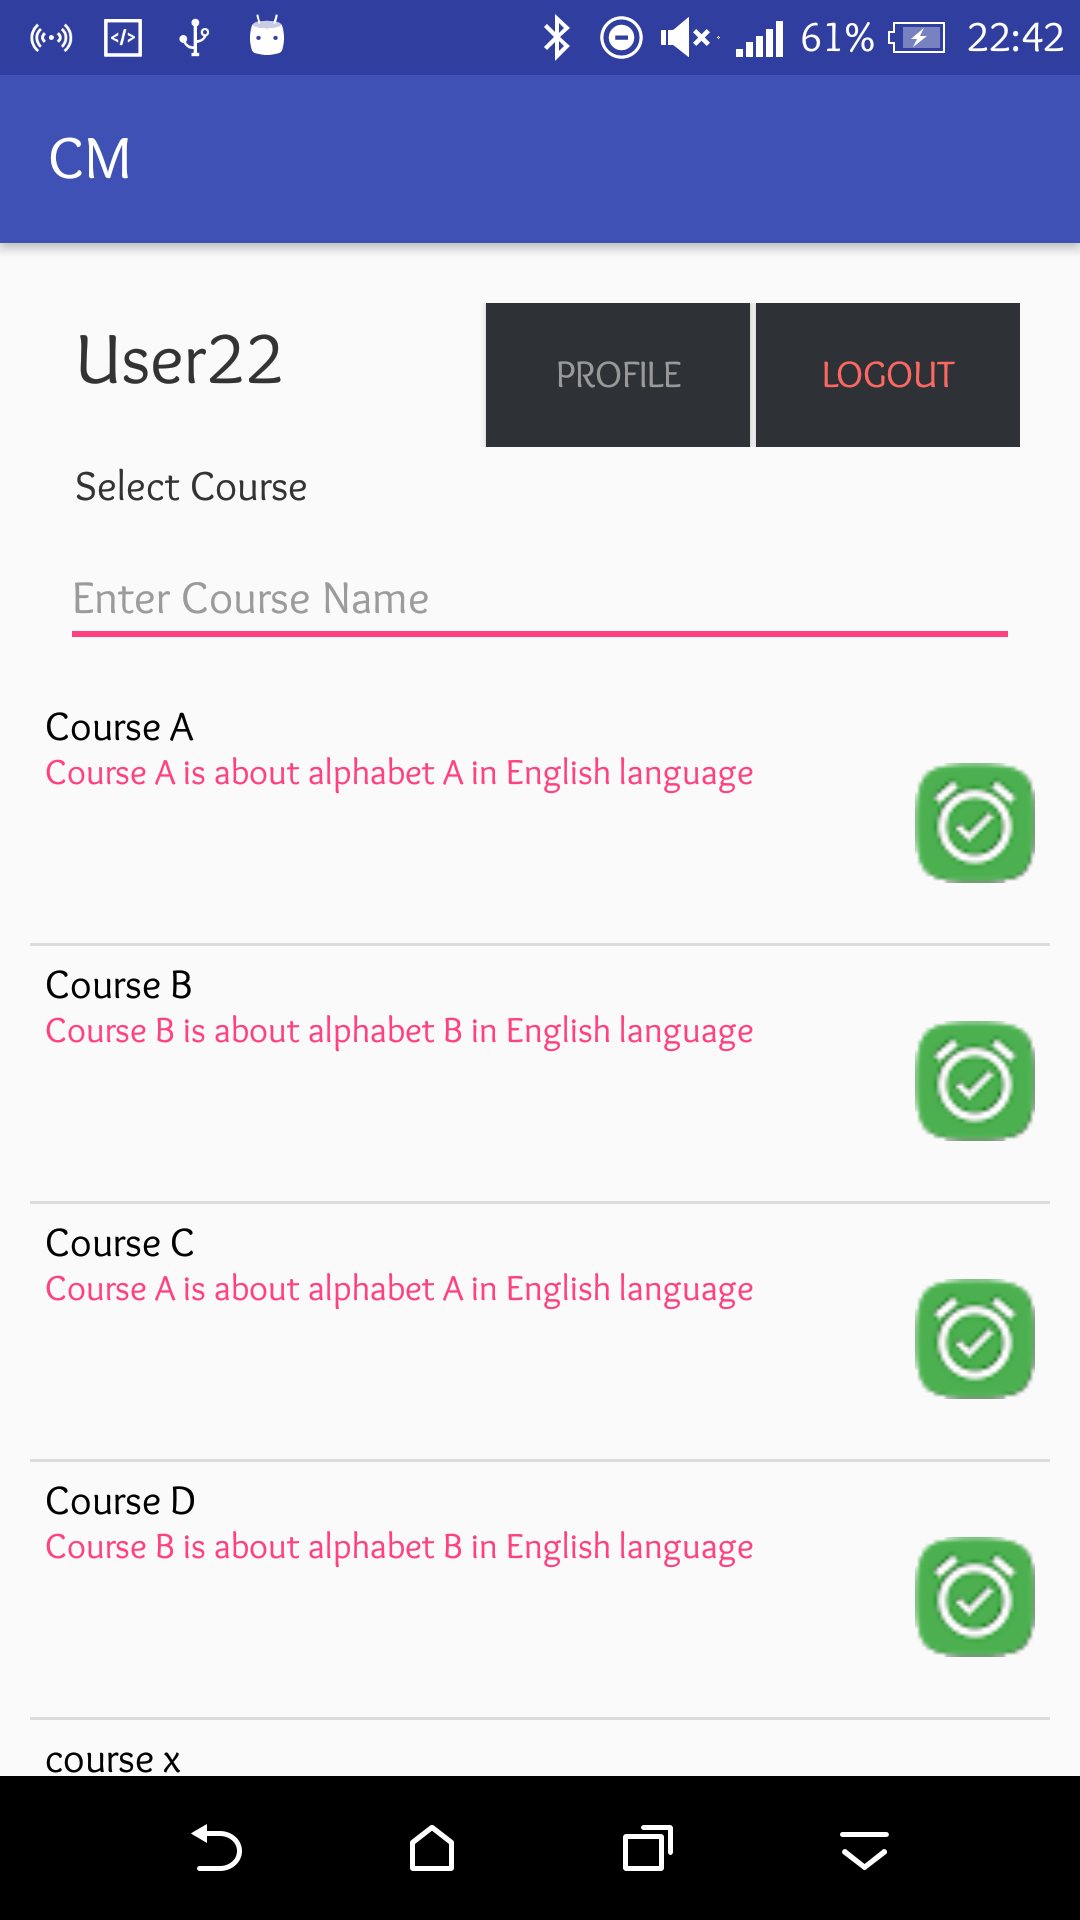 61% 22:42
CM
User22
PROFILE LOGOUT
Select Course
Enter Course Name
Course A
Course A is about alphabet A in English language
Course B
Course B is about alphabet B in English language
Course C
Course A is about alphabet A in English language
Course D
Course B is about alphabet B in English language
course x